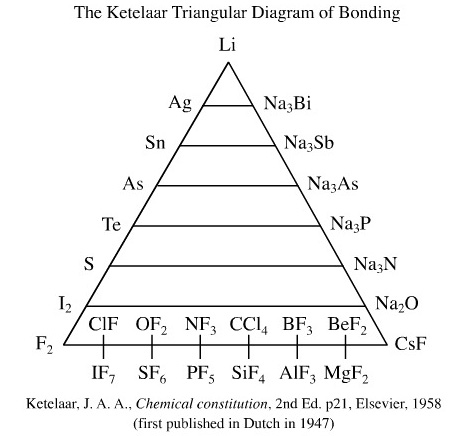 The Ketelaar Triangular Diagram of Bonding
Li
Ag Na₃Bi
Sn Na₃Sb
As Na₃As
Te Na₃P
S Na₃N
I₂ Na₂O
ClF OF₂ NF₃ CCl₄ BF₃ BeF₂
F₂ CsF
IF₇ SF₆ PF₅ SiF₄ AlF₃ MgF₂
Ketelaar, J. A. A., Chemical constitution, 2nd Ed. p21, Elsevier, 1958
(first published in Dutch in 1947)